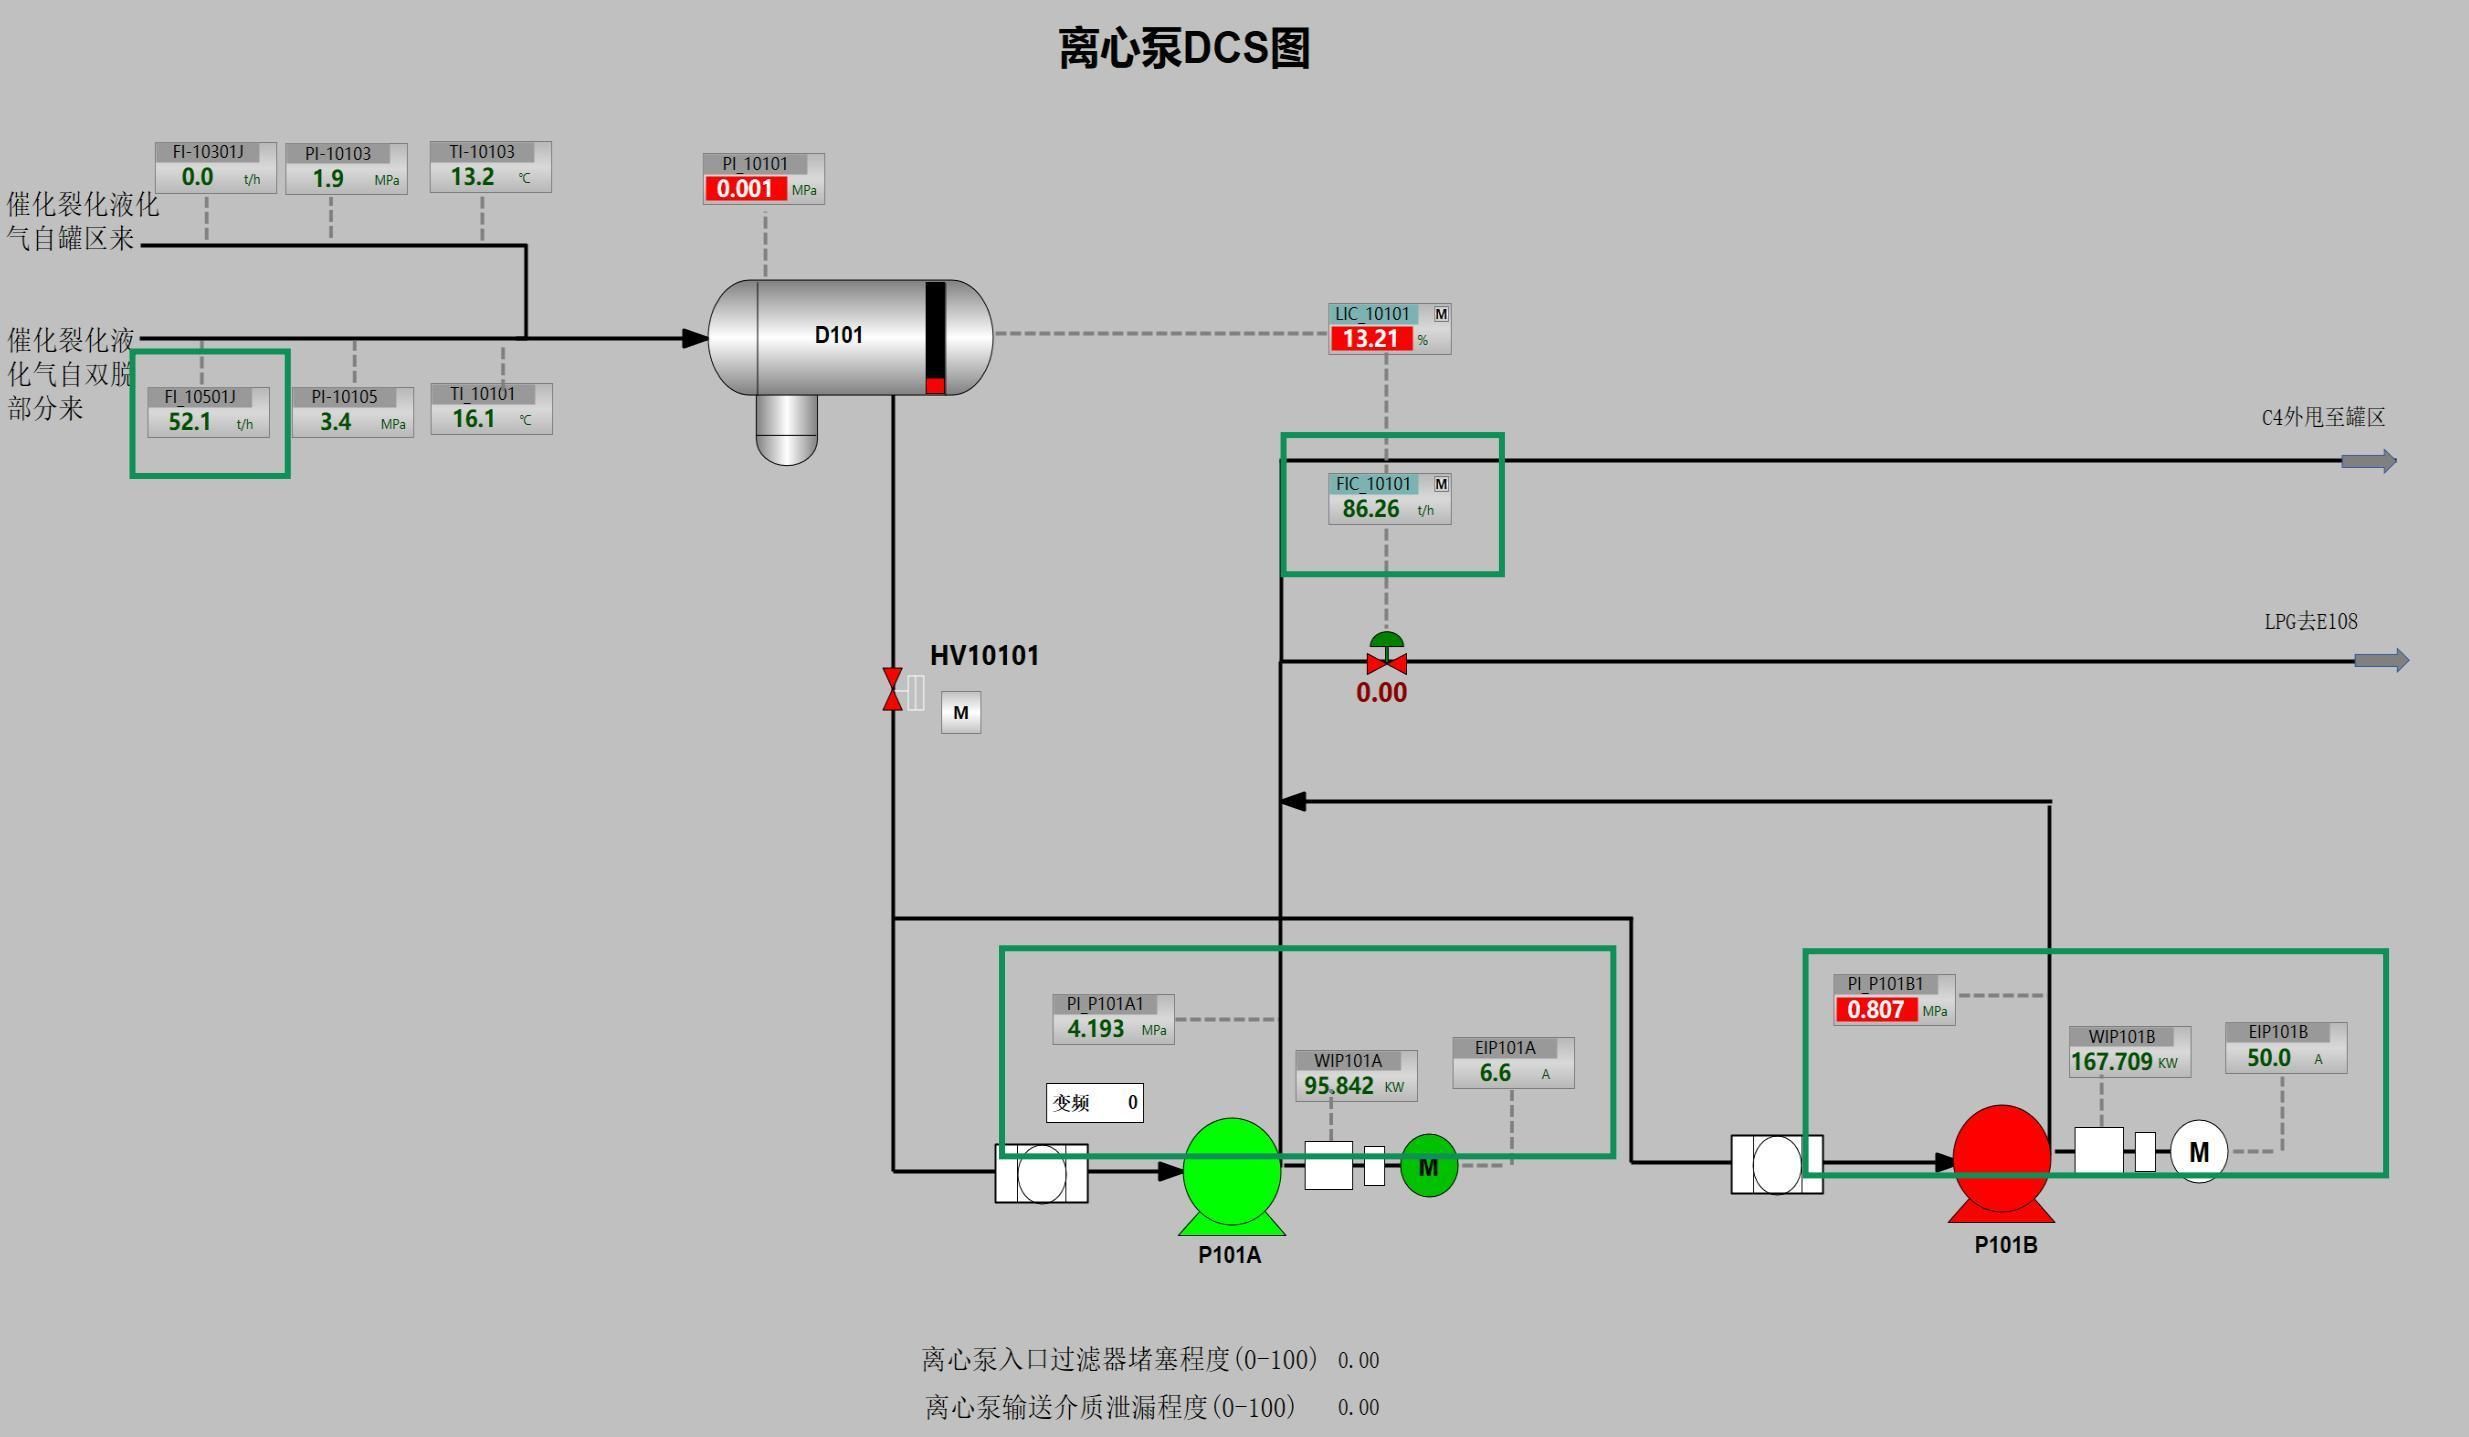 离心泵DCS图
FI-10301J
0.0 t/h
PI-10103
1.9 MPa
TI-10103
13.2 ℃
PI_10101
0.001 MPa
催化裂化液化
气自罐区来
催化裂化液
化气自双脱
部分来
FI_10501J
52.1 t/h
PI-10105
3.4 MPa
TI_10101
16.1 ℃
D101
LIC_10101 M
13.21 %
C4外甩至罐区
FIC_10101 M
86.26 t/h
LPG去E108
HV10101
M
0.00
PI_P101A1
4.193 MPa
变频 0
WIP101A
95.842 KW
EIP101A
6.6 A
M
P101A
PI_P101B1
0.807 MPa
WIP101B
167.709 KW
EIP101B
50.0 A
M
P101B
离心泵入口过滤器堵塞程度(0-100) 0.00
离心泵输送介质泄漏程度(0-100) 0.00